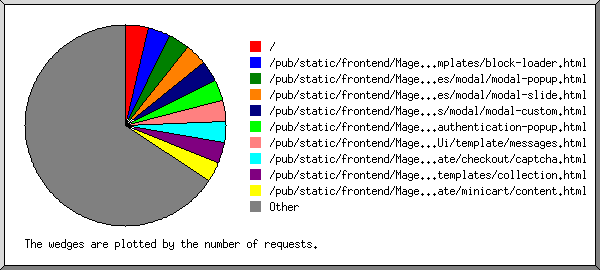 /
/pub/static/frontend/Mage...mplates/block-loader.html
/pub/static/frontend/Mage...es/modal/modal-popup.html
/pub/static/frontend/Mage...es/modal/modal-slide.html
/pub/static/frontend/Mage...s/modal/modal-custom.html
/pub/static/frontend/Mage...authentication-popup.html
/pub/static/frontend/Mage...Ui/template/messages.html
/pub/static/frontend/Mage...ate/checkout/captcha.html
/pub/static/frontend/Mage...templates/collection.html
/pub/static/frontend/Mage...ate/minicart/content.html
Other
The wedges are plotted by the number of requests.